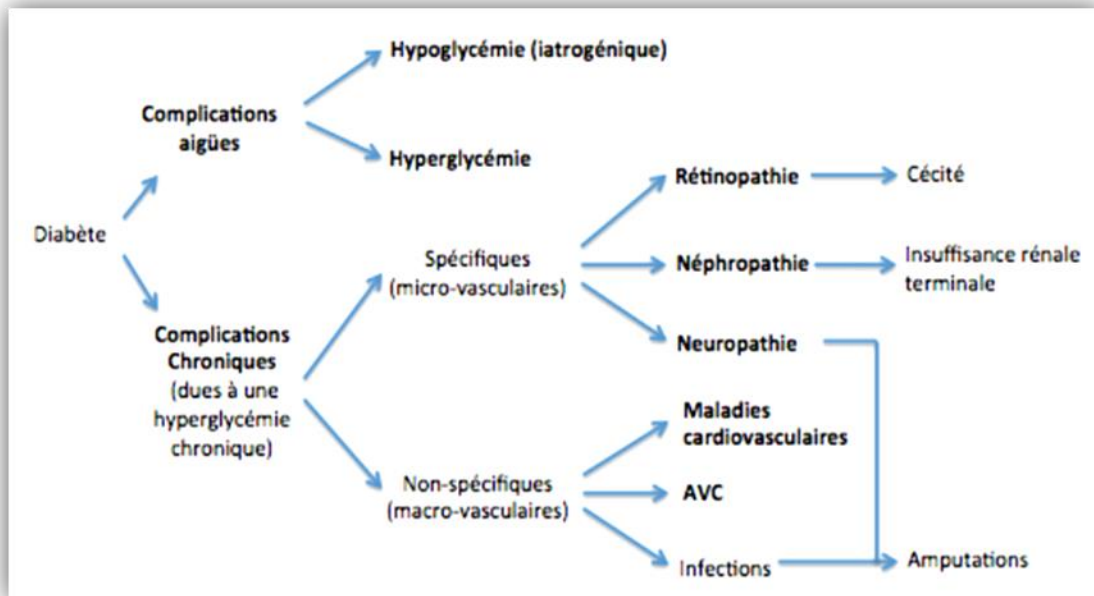 Hypoglycémie (iatrogénique)
Complications
aigües
Hyperglycémie
Diabète
Rétinopathie
Cécité
Spécifiques
(micro-vasculaires)
Néphropathie
Insuffisance rénale
terminale
Complications
Chroniques
(dues à une
hyperglycémie
chronique)
Neuropathie
Maladies
cardiovasculaires
Non-spécifiques
(macro-vasculaires)
AVC
Infections
Amputations